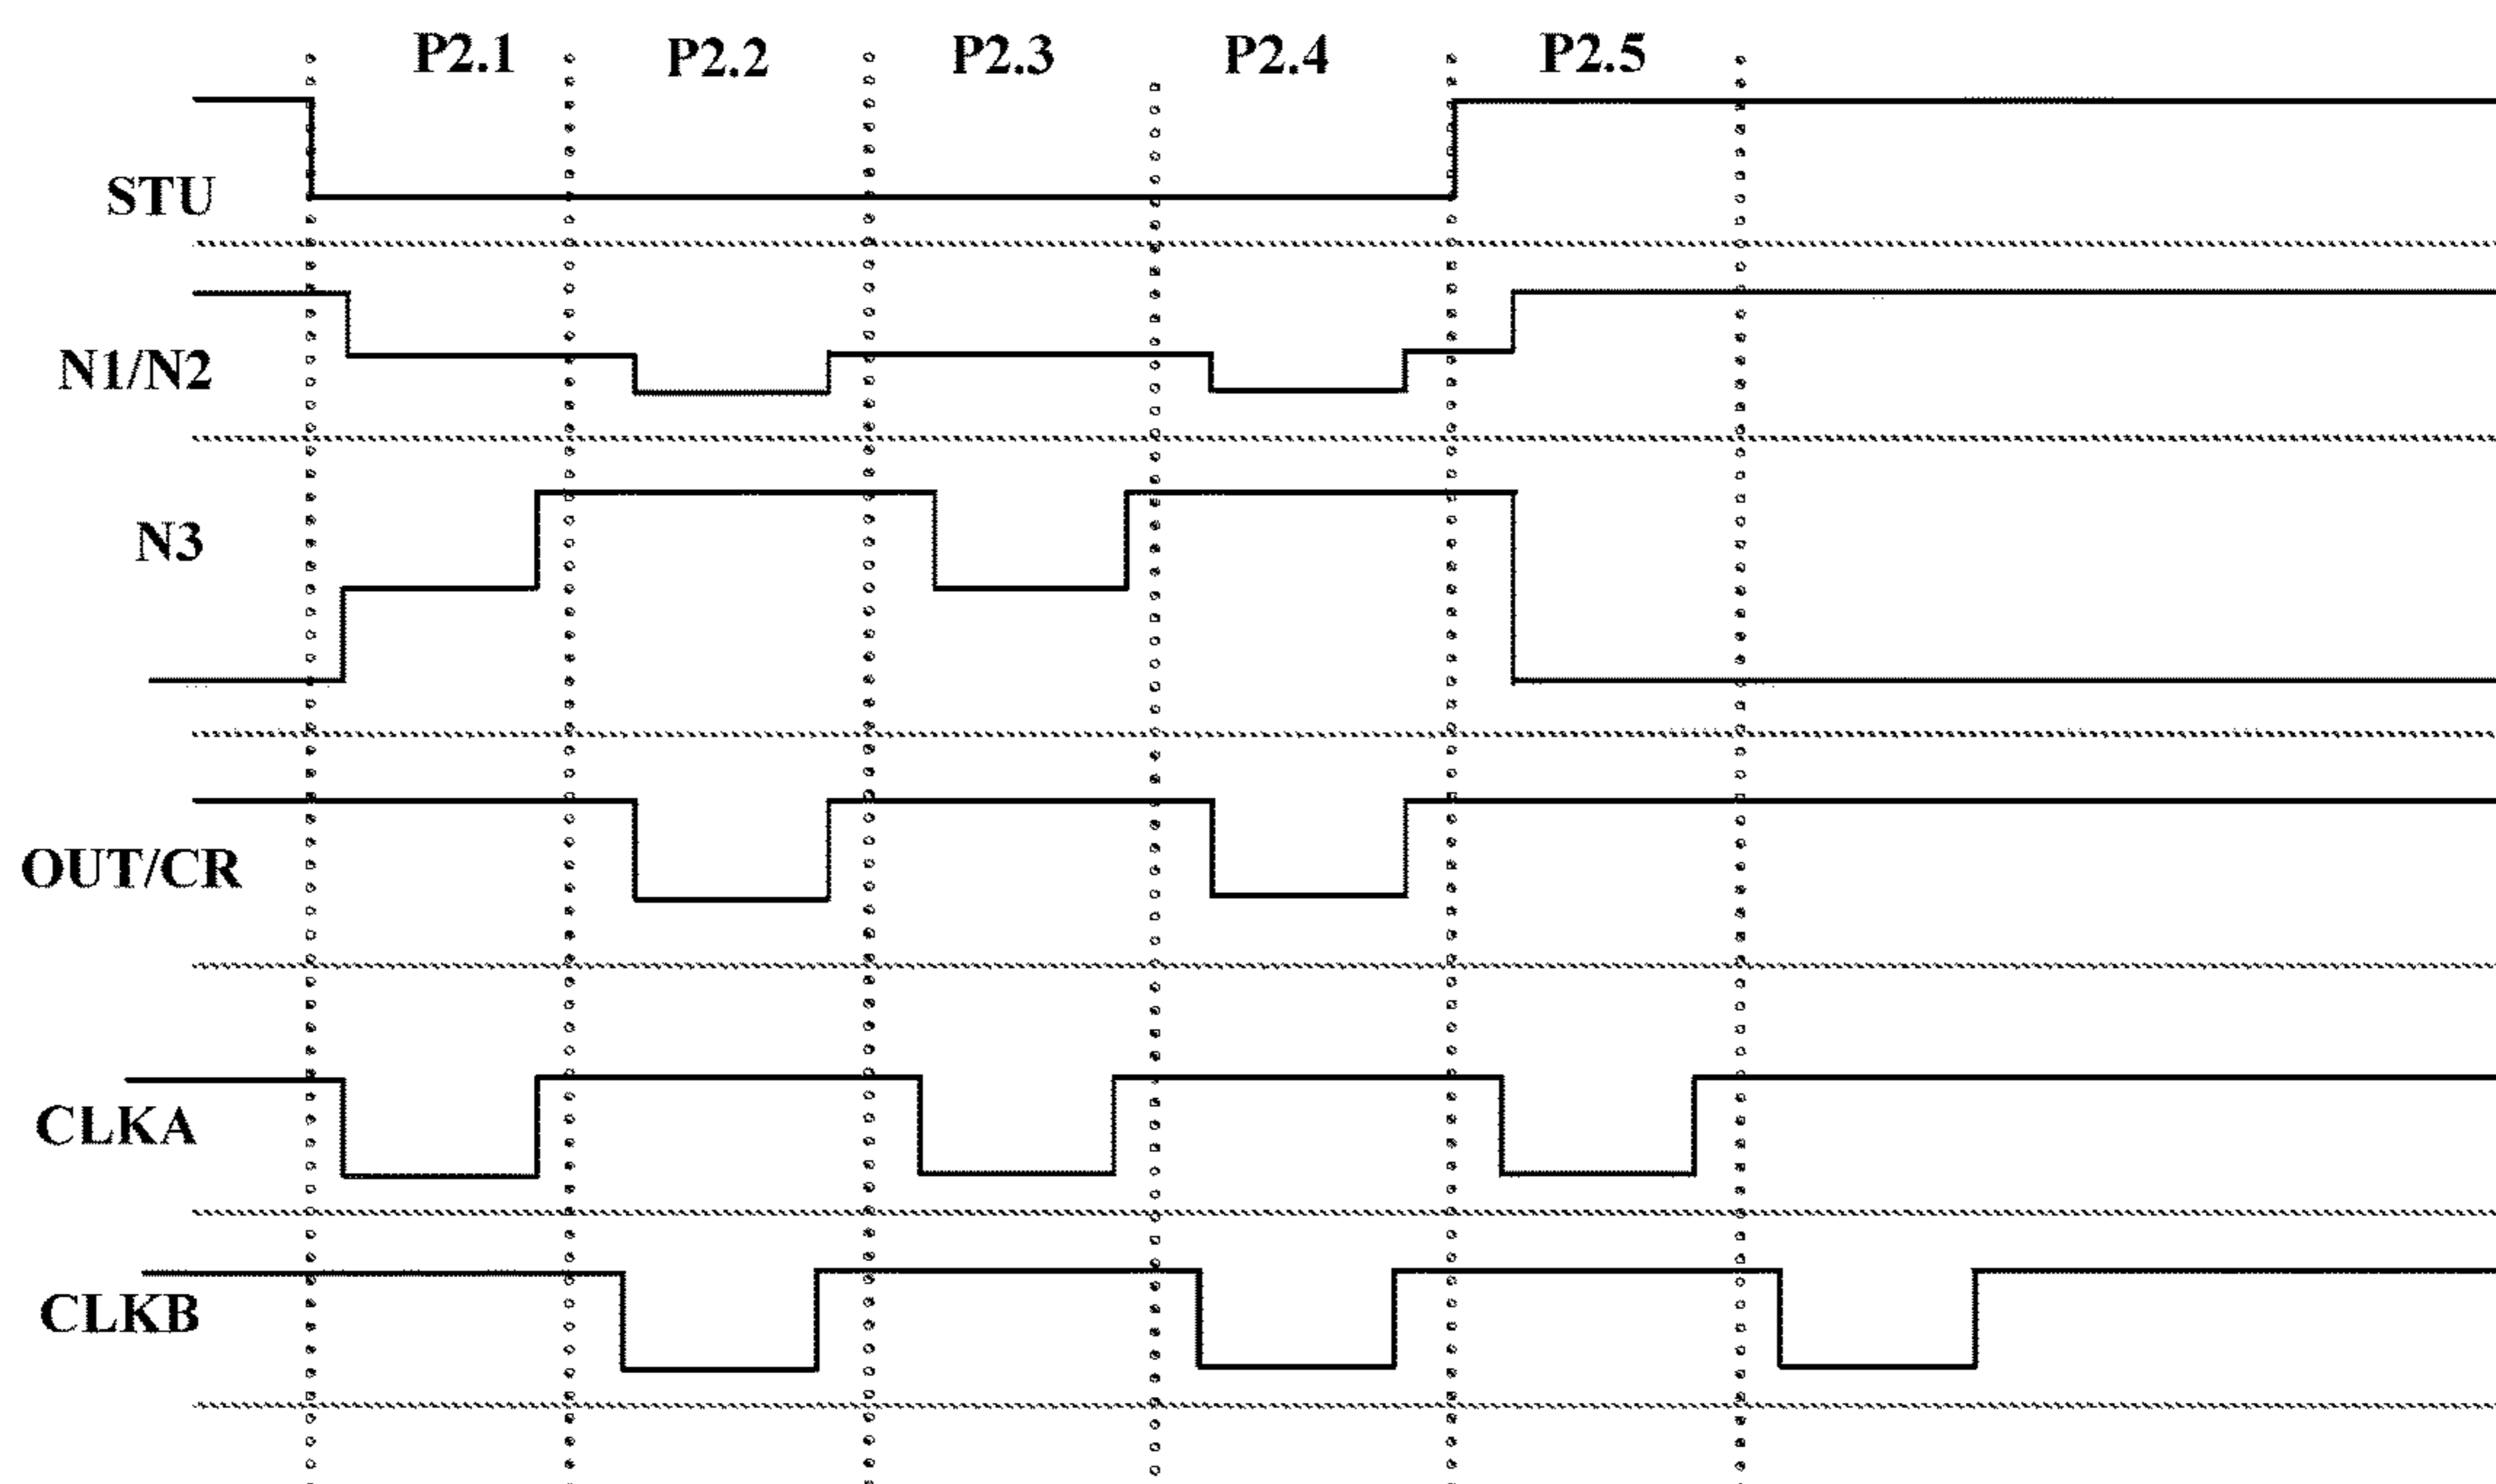 P2.1 P2.2 P2.3 P2.4 P2.5
STU
N1/N2
N3
OUT/CR
CLKA
CLKB